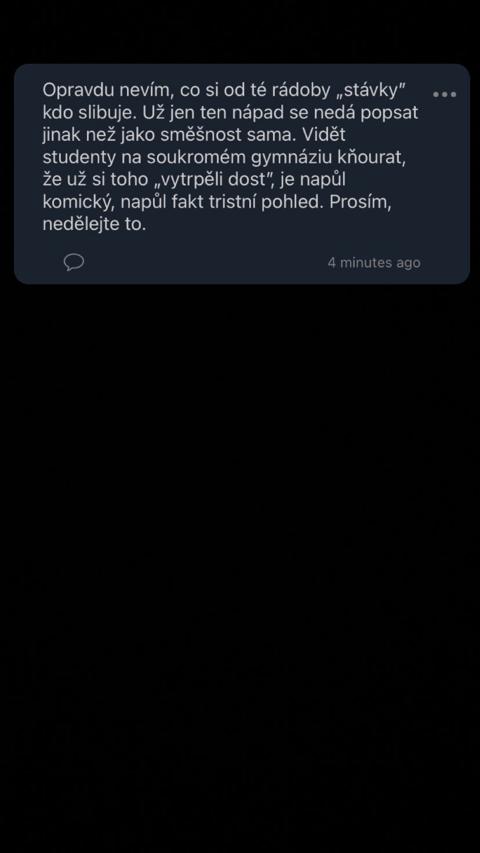 Opravdu nevím, co si od té rádoby „stávky”
kdo slibuje. Už jen ten nápad se nedá popsat
jinak než jako směšnost sama. Vidět
studenty na soukromém gymnáziu kňourat,
že už si toho „vytrpěli dost”, je napůl
komický, napůl fakt tristní pohled. Prosím,
nedělejte to.
4 minutes ago